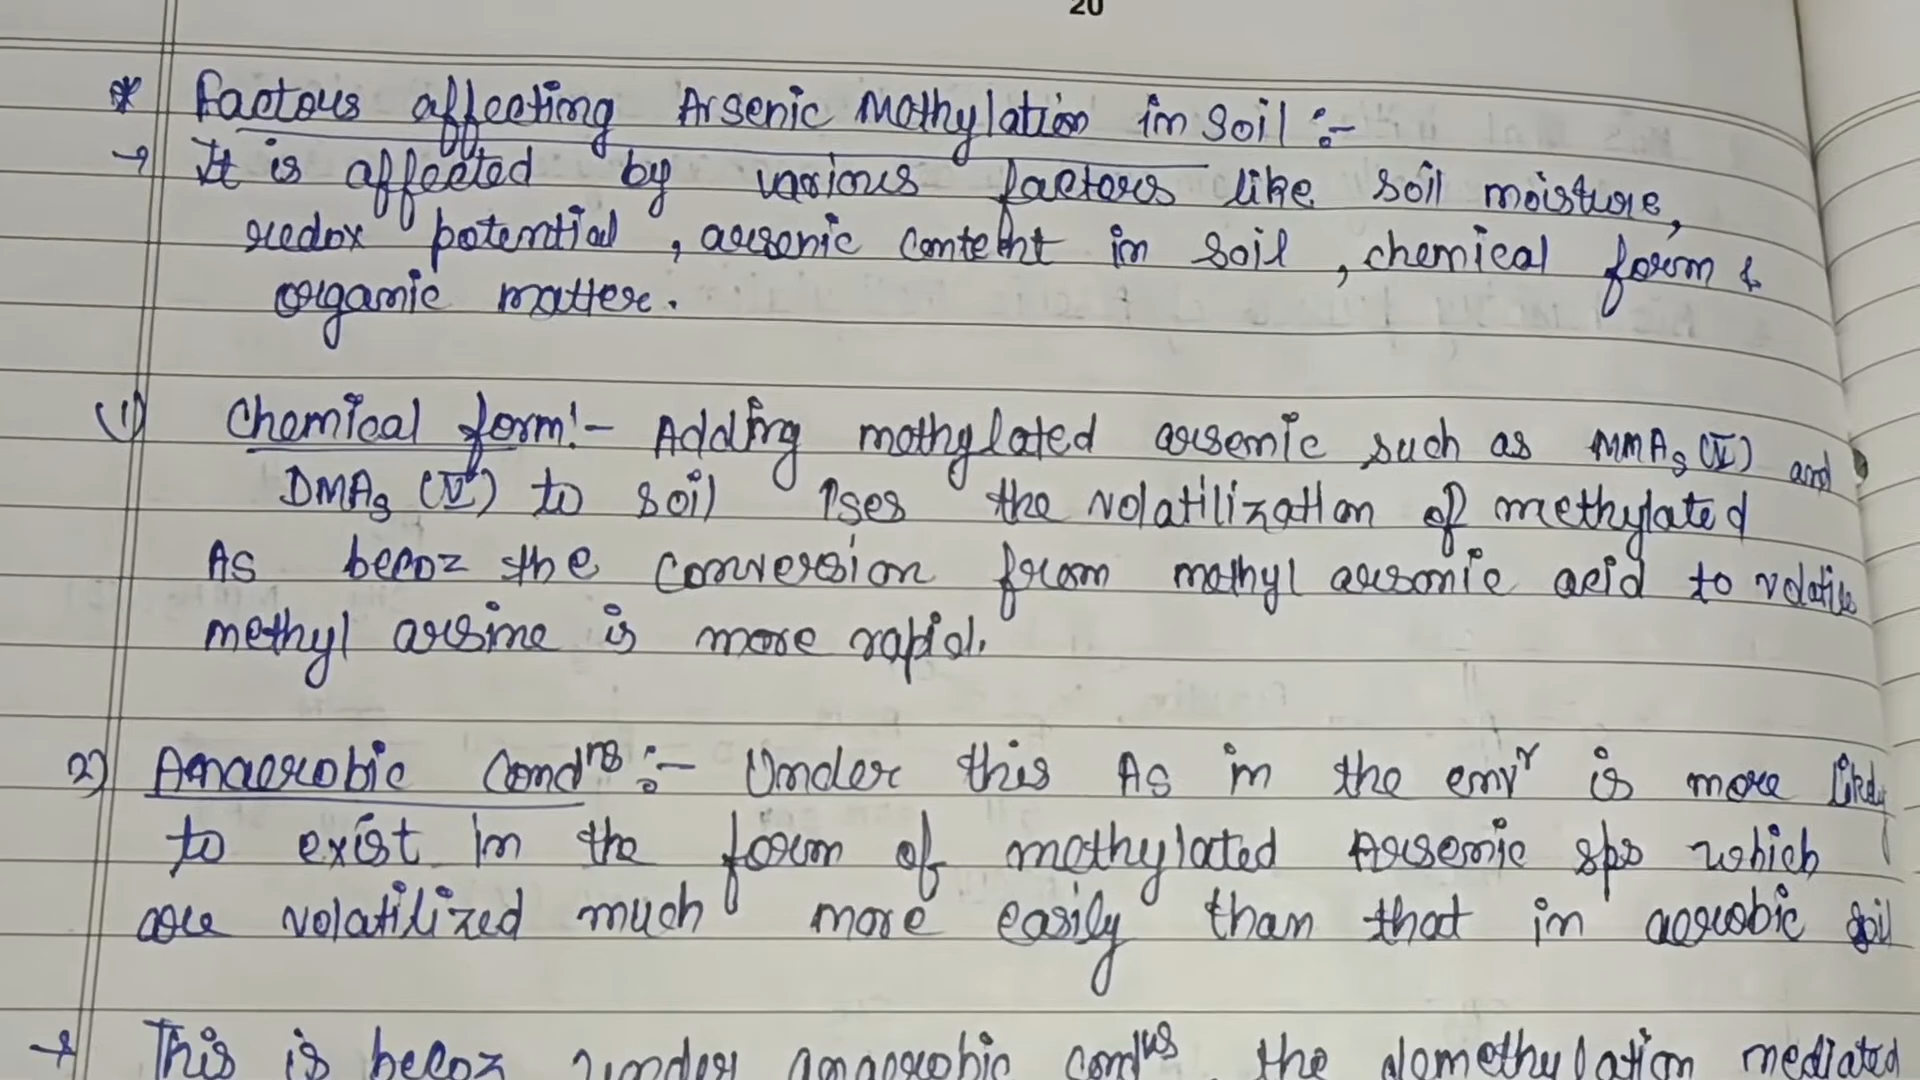 20
* Factors affecting Arsenic Methylation in soil :-
→ It is affected by various factors like soil moisture,
redox potential, arsenic content in soil, chemical form &
organic matter.
(1) Chemical form:- Adding methylated arsenic such as MMAs (V) and
DMAs (V) to soil ↑ses the volatilization of methylated
As becoz the conversion from methyl arsonic acid to volatile
methyl arsine is more rapid.
2) Anaerobic Condns :- Under this As in the envr is more likely
to exist in the form of methylated Arsenic sps which
are volatilized much more easily than that in aerobic soil
→ This is becoz under anaerobic condns, the demethylation mediated